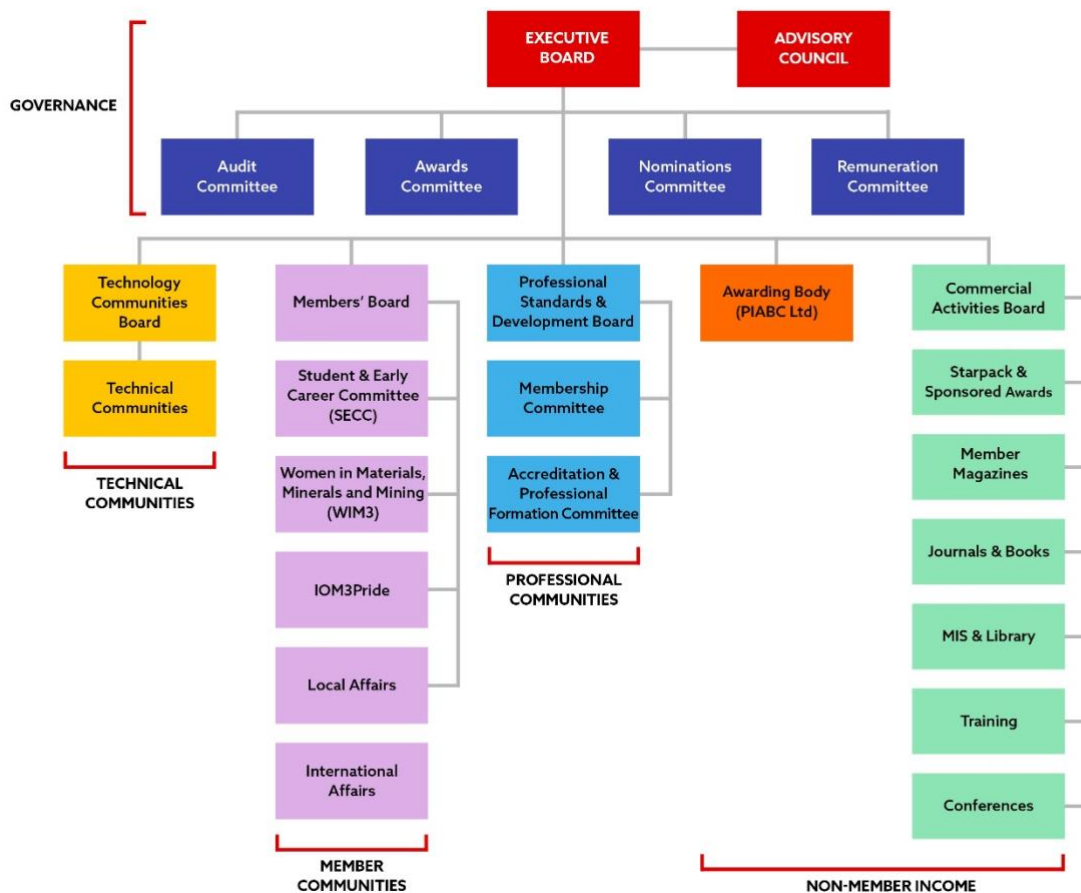 EXECUTIVE
BOARD
ADVISORY
COUNCIL
GOVERNANCE
Audit
Committee
Awards
Committee
Nominations
Committee
Remuneration
Committee
Technology
Communities
Board
Technical
Communities
TECHNICAL
COMMUNITIES
Members’ Board
Student & Early
Career Committee
(SECC)
Women in Materials,
Minerals and Mining
(WIM3)
IOM3Pride
Local Affairs
International
Affairs
MEMBER
COMMUNITIES
Professional
Standards &
Development Board
Membership
Committee
Accreditation &
Professional
Formation Committee
PROFESSIONAL
COMMUNITIES
Awarding Body
(PIABC Ltd)
Commercial
Activities Board
Starpack &
Sponsored Awards
Member
Magazines
Journals & Books
MIS & Library
Training
Conferences
NON-MEMBER INCOME